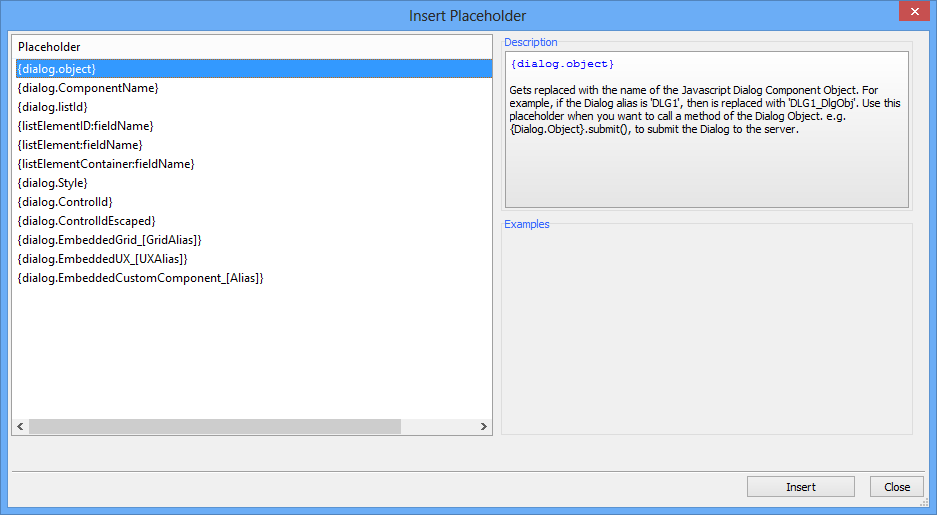 Insert Placeholder
Placeholder
{dialog.object}
{dialog.ComponentName}
{dialog.listId}
{listElementID:fieldName}
{listElement:fieldName}
{listElementContainer:fieldName}
{dialog.Style}
{dialog.ControlId}
{dialog.ControlIdEscaped}
{dialog.EmbeddedGrid_[GridAlias]}
{dialog.EmbeddedUX_[UXAlias]}
{dialog.EmbeddedCustomComponent_[Alias]}
Description
{dialog.object}
Gets replaced with the name of the Javascript Dialog Component Object. For
example, if the Dialog alias is 'DLG1', then is replaced with 'DLG1_DlgObj'. Use this
placeholder when you want to call a method of the Dialog Object. e.g.
{Dialog.Object}.submit(), to submit the Dialog to the server.
Examples
Insert
Close